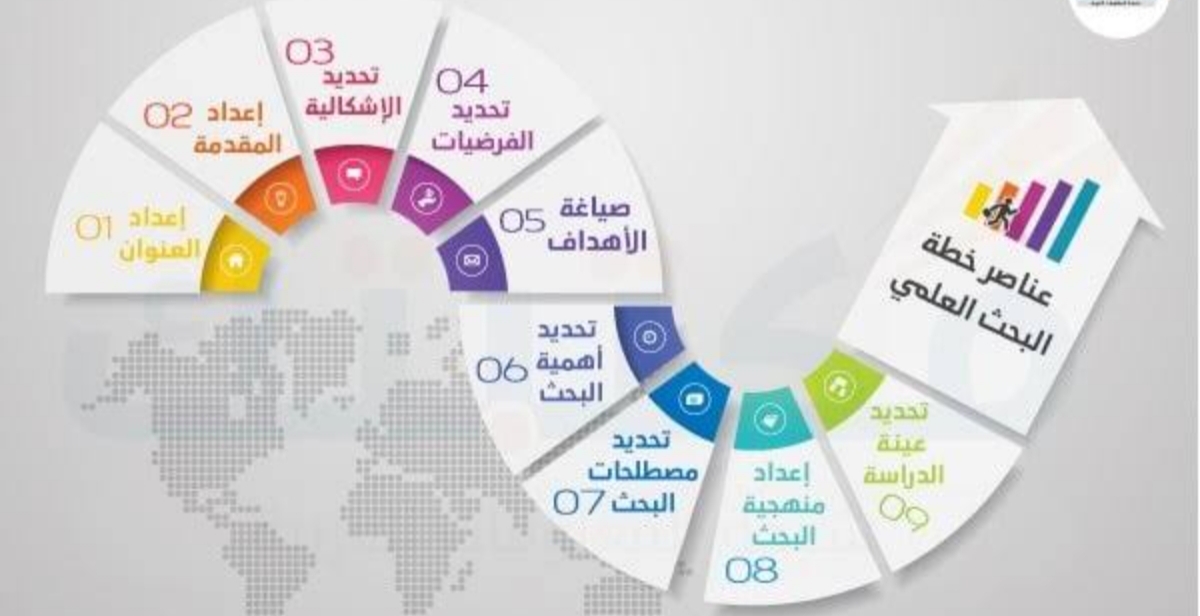 عناصر خطة
البحث العلمي
01
إعداد
العنوان
02
إعداد
المقدمة
03
تحديد
الإشكالية
04
تحديد
الفرضيات
05
صياغة
الأهداف
06
تحديد
أهمية
البحث
07
تحديد
مصطلحات
البحث
08
إعداد
منهجية
البحث
09
تحديد
عينة
الدراسة